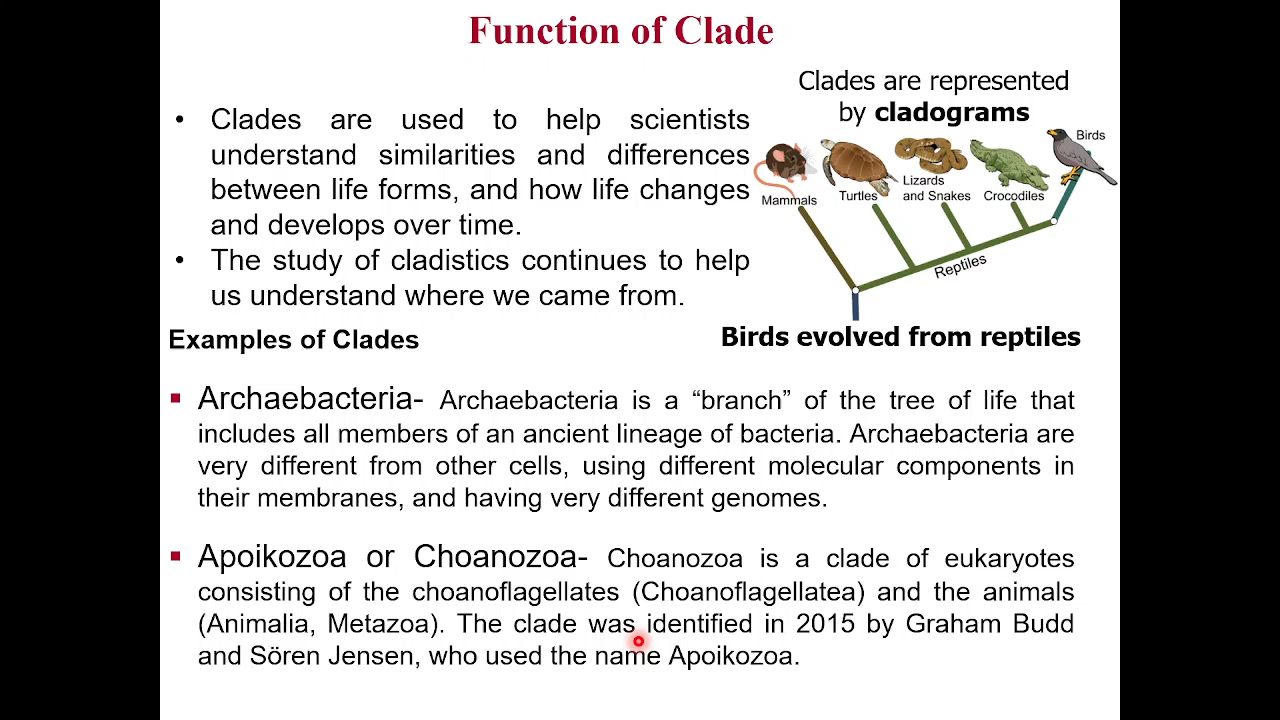 Function of Clade
Clades are represented
by cladograms
• Clades are used to help scientists
understand similarities and differences
between life forms, and how life changes
and develops over time.
• The study of cladistics continues to help
us understand where we came from.
Birds
Mammals
Turtles
Lizards
and Snakes
Crocodiles
Reptiles
Birds evolved from reptiles
Examples of Clades
▪ Archaebacteria- Archaebacteria is a “branch” of the tree of life that
includes all members of an ancient lineage of bacteria. Archaebacteria are
very different from other cells, using different molecular components in
their membranes, and having very different genomes.
▪ Apoikozoa or Choanozoa- Choanozoa is a clade of eukaryotes
consisting of the choanoflagellates (Choanoflagellatea) and the animals
(Animalia, Metazoa). The clade was identified in 2015 by Graham Budd
and Sören Jensen, who used the name Apoikozoa.